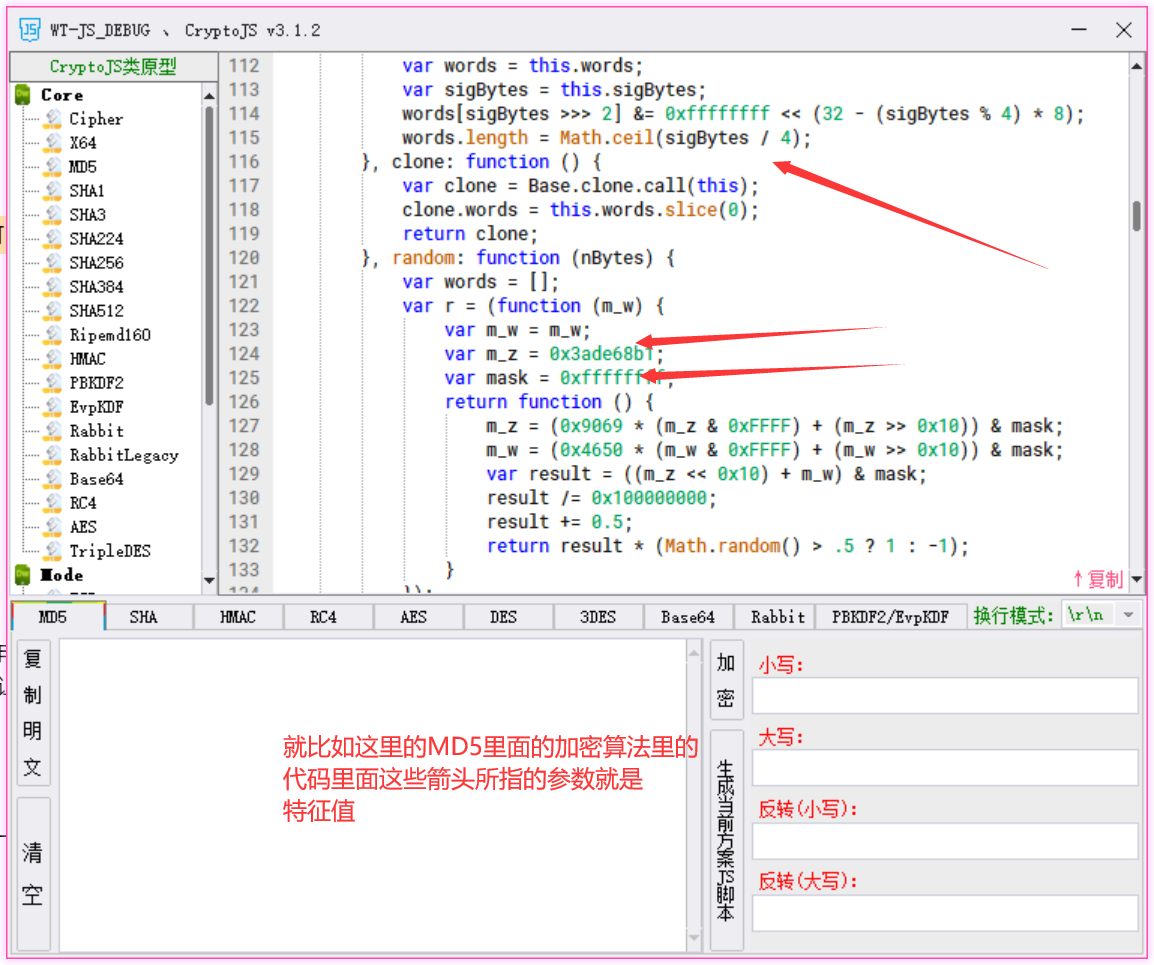 WT-JS_DEBUG 、 CryptoJS v3.1.2
CryptoJS类原型
Core
Cipher
X64
MD5
SHA1
SHA3
SHA224
SHA256
SHA384
SHA512
Ripemd160
HMAC
PBKDF2
EvpKDF
Rabbit
RabbitLegacy
Base64
RC4
AES
TripleDES
Mode
112 var words = this.words;
113 var sigBytes = this.sigBytes;
114 words[sigBytes >>> 2] &= 0xffffffff << (32 - (sigBytes % 4) * 8);
115 words.length = Math.ceil(sigBytes / 4);
116 }, clone: function () {
117 var clone = Base.clone.call(this);
118 clone.words = this.words.slice(0);
119 return clone;
120 }, random: function (nBytes) {
121 var words = [];
122 var r = (function (m_w) {
123 var m_w = m_w;
124 var m_z = 0x3ade68b1;
125 var mask = 0xffffffff;
126 return function () {
127 m_z = (0x9069 * (m_z & 0xFFFF) + (m_z >> 0x10)) & mask;
128 m_w = (0x4650 * (m_w & 0xFFFF) + (m_w >> 0x10)) & mask;
129 var result = ((m_z << 0x10) + m_w) & mask;
130 result /= 0x100000000;
131 result += 0.5;
132 return result * (Math.random() > .5 ? 1 : -1);
133 }
↑复制
MD5 SHA HMAC RC4 AES DES 3DES Base64 Rabbit PBKDF2/EvpKDF 换行模式: \r\n
复制明文
清空
就比如这里的MD5里面的加密算法里的
代码里面这些箭头所指的参数就是
特征值
加密
生成当前方案JS脚本
小写:
大写:
反转(小写):
反转(大写):